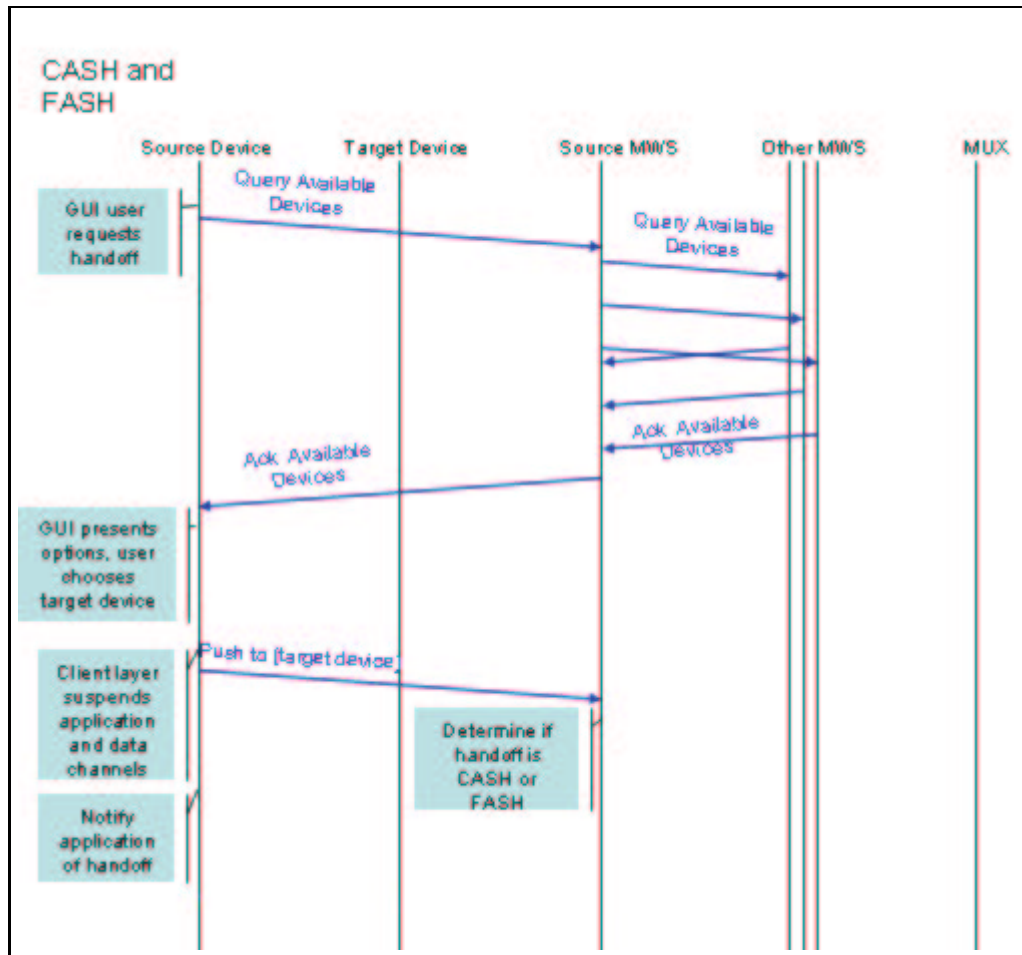 CASH and
FASH
Source Device
Target Device
Source MWS
Other MWS
MUX
Query Available
Devices
GUI user
requests
handoff
Query Available
Devices
Ack Available
Devices
Ack Available
Devices
GUI presents
options, user
chooses
target device
Push to [target device]
Client layer
suspends
application
and data
channels
Determine if
handoff is
CASH or
FASH
Notify
application
of handoff